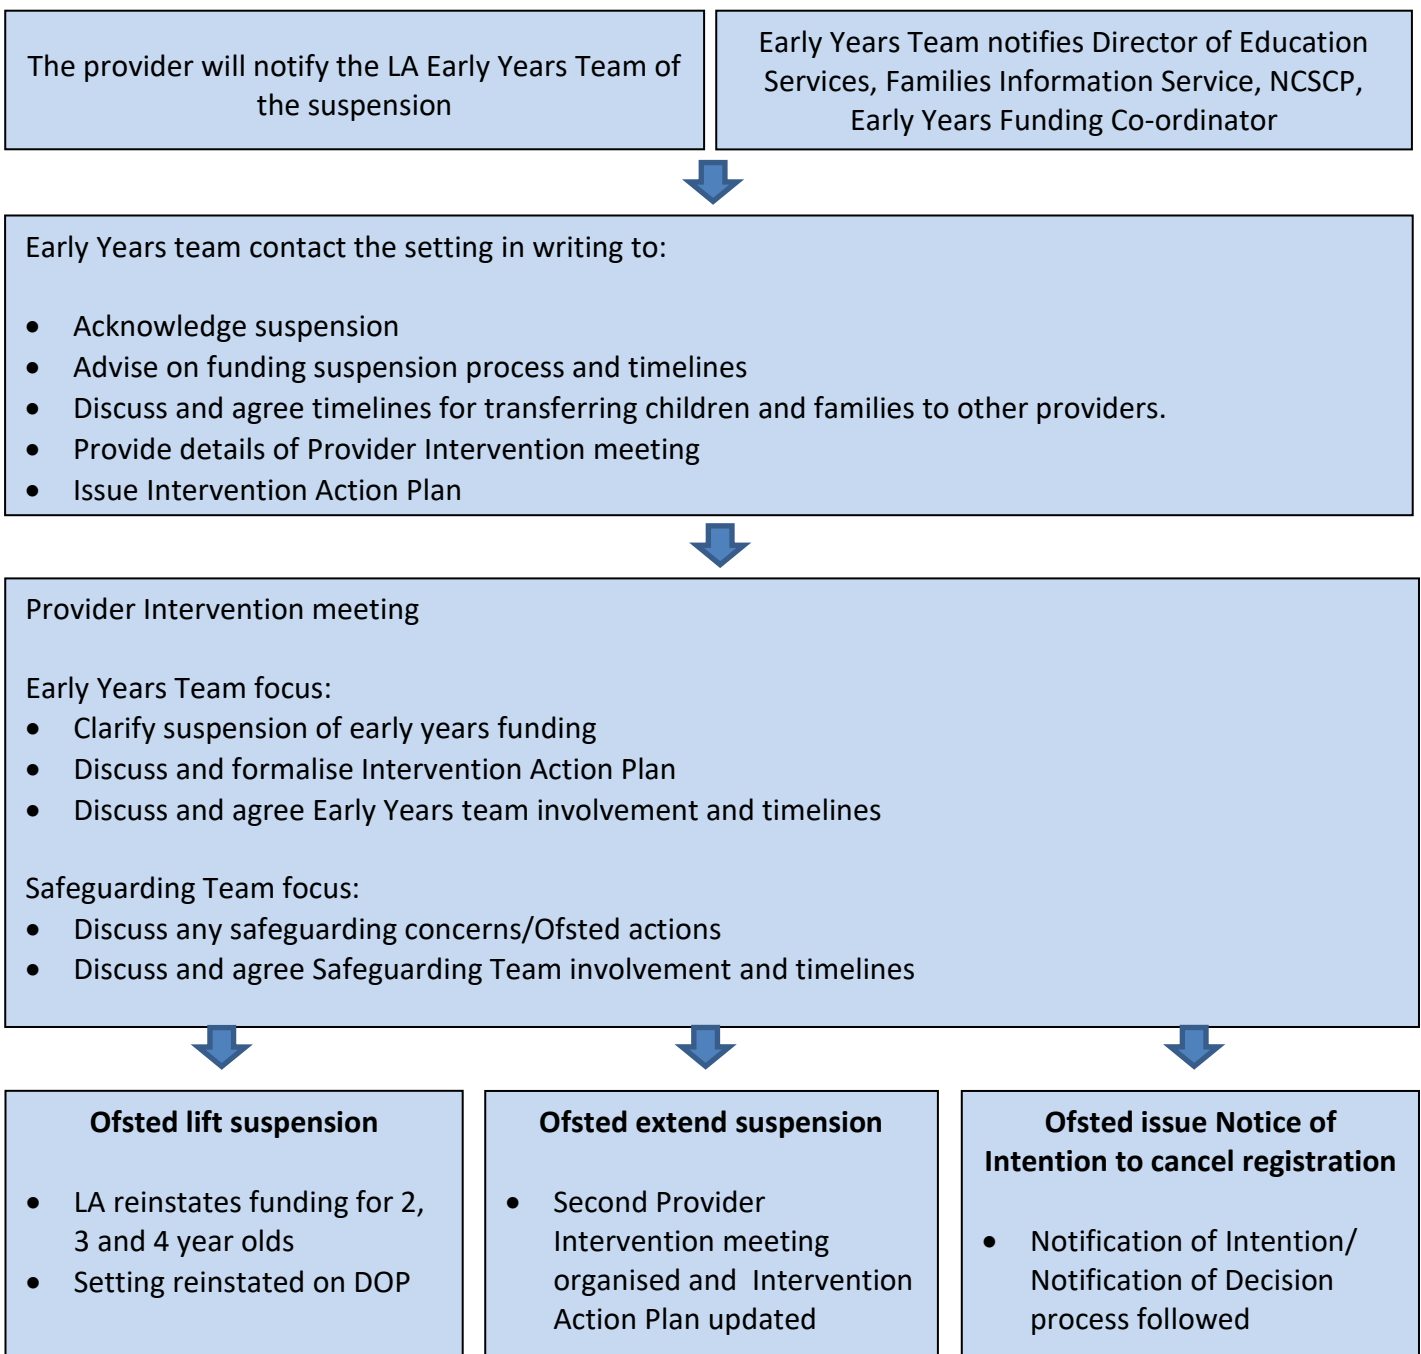 The provider will notify the LA Early Years Team of
the suspension
Early Years Team notifies Director of Education
Services, Families Information Service, NCSCP,
Early Years Funding Co-ordinator
Early Years team contact the setting in writing to:
• Acknowledge suspension
• Advise on funding suspension process and timelines
• Discuss and agree timelines for transferring children and families to other providers.
• Provide details of Provider Intervention meeting
• Issue Intervention Action Plan
Provider Intervention meeting
Early Years Team focus:
• Clarify suspension of early years funding
• Discuss and formalise Intervention Action Plan
• Discuss and agree Early Years team involvement and timelines
Safeguarding Team focus:
• Discuss any safeguarding concerns/Ofsted actions
• Discuss and agree Safeguarding Team involvement and timelines
Ofsted lift suspension
• LA reinstates funding for 2,
3 and 4 year olds
• Setting reinstated on DOP
Ofsted extend suspension
• Second Provider
Intervention meeting
organised and Intervention
Action Plan updated
Ofsted issue Notice of
Intention to cancel registration
• Notification of Intention/
Notification of Decision
process followed